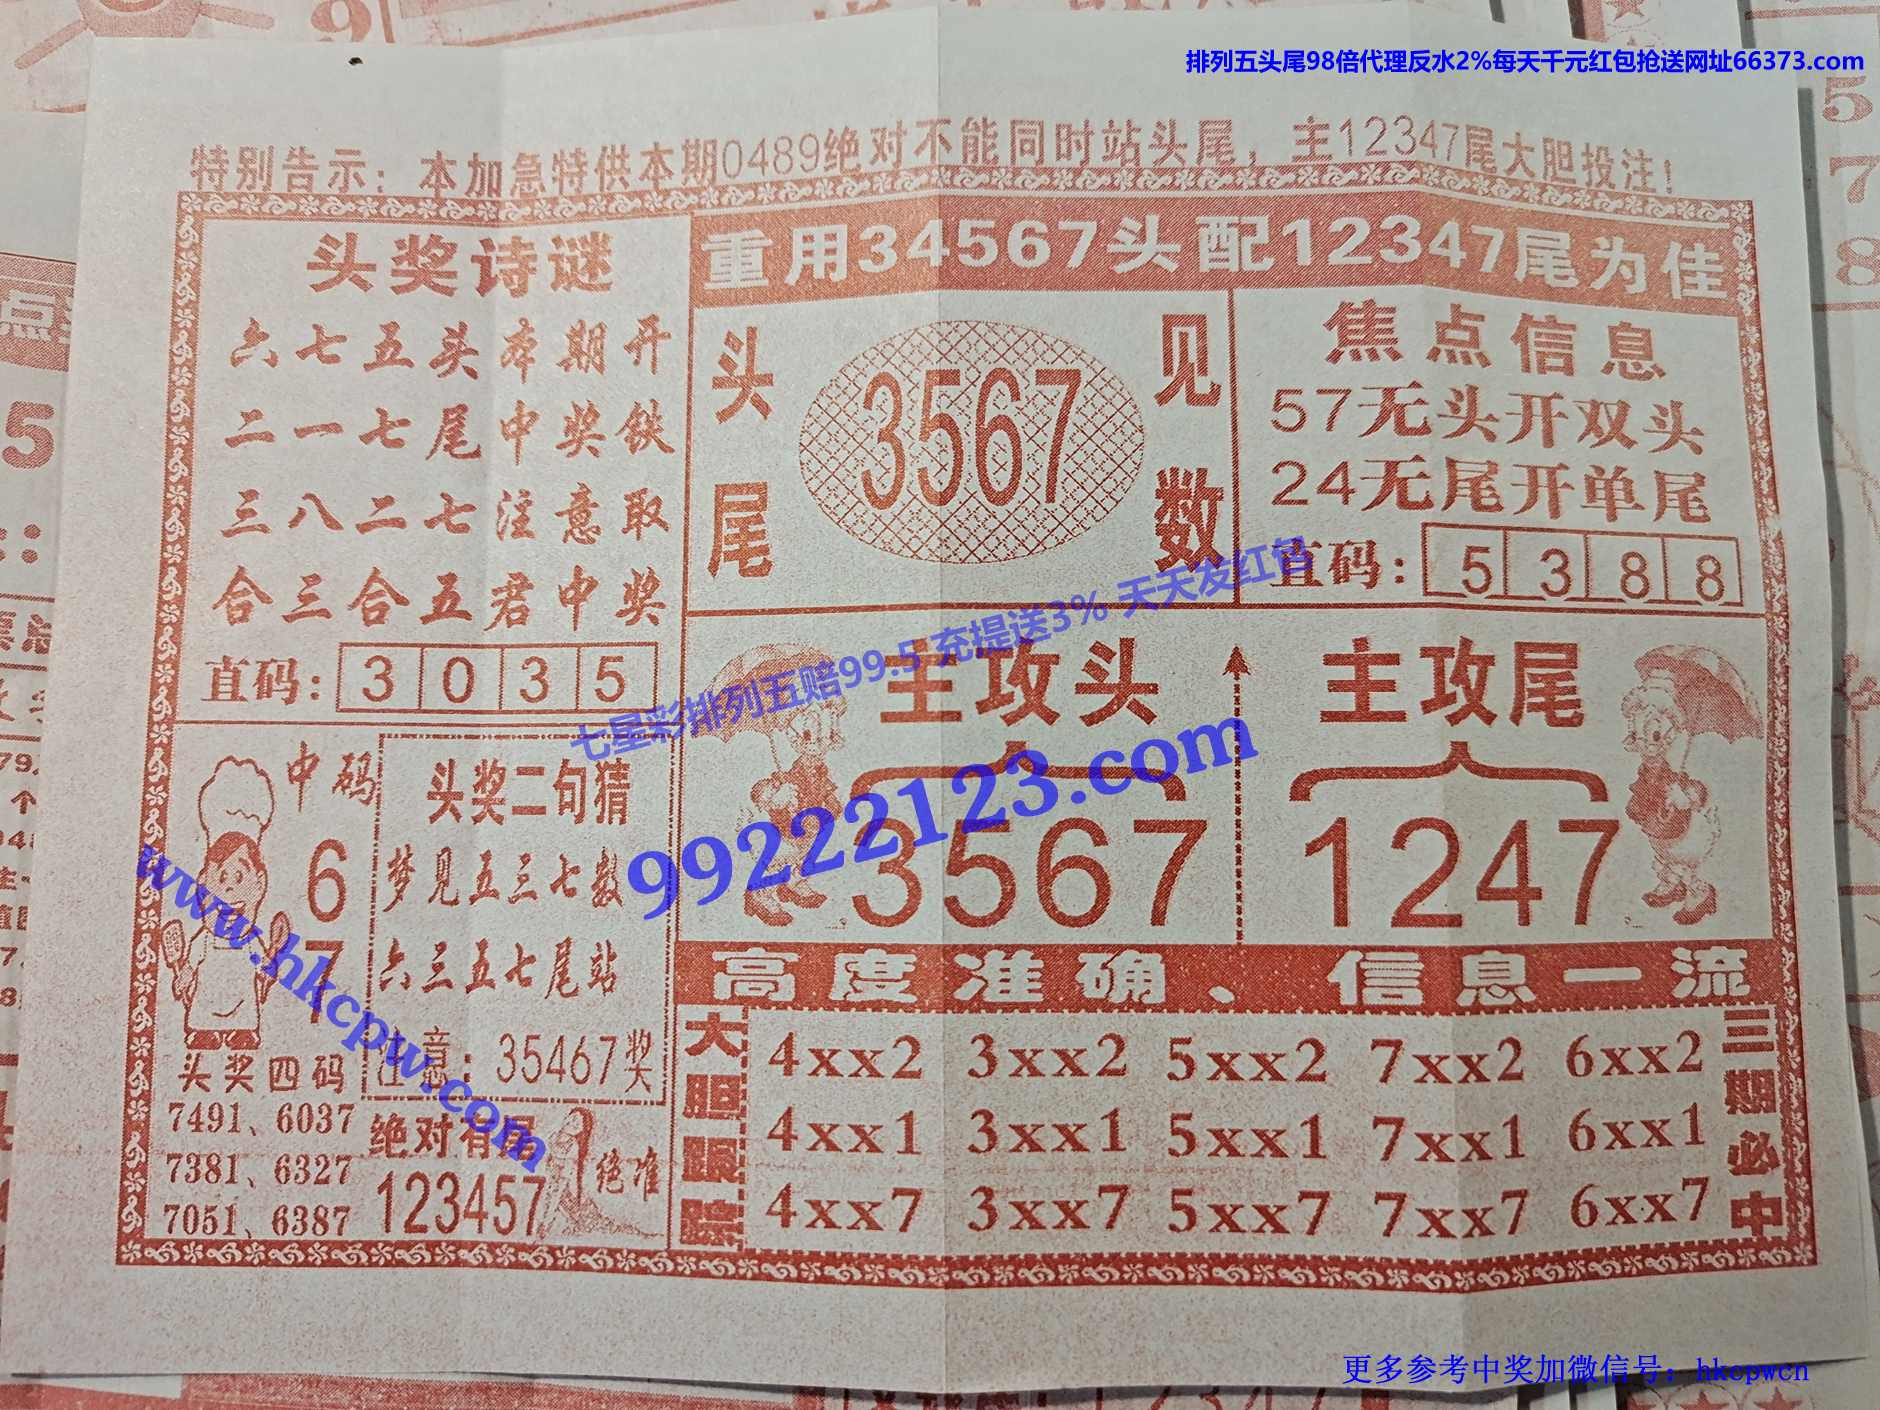 排列五头尾98倍代理反水2%每天千元红包抢送网址66373.com
特别告示：本加急特供本期0489绝对不能同时站头尾，主12347尾大胆投注！
头奖诗谜
六七五头本期开
二一七尾中奖铁
三八二七注意取
合三合五君中奖
直码：3035
重用34567头配12347尾为佳
头尾
3567
见数
焦点信息
57无头开双头
24无尾开单尾
直码：5388
七星彩排列五赔99.5 充提送3% 天天发红包
99222123.com
主攻头
3567
主攻尾
1247
中码
6
7
头奖二句猜
梦见五三七数
六三五七尾站
注意：35467奖
www.hkcpw.com
头奖四码
7491、6037
7381、6327
7051、6387
绝对有尾
123457
绝准
高度准确、信息一流
大胆跟踪
4xx2 3xx2 5xx2 7xx2 6xx2
4xx1 3xx1 5xx1 7xx1 6xx1
4xx7 3xx7 5xx7 7xx7 6xx7
三期必中
更多参考中奖加微信号：hkcpwcn